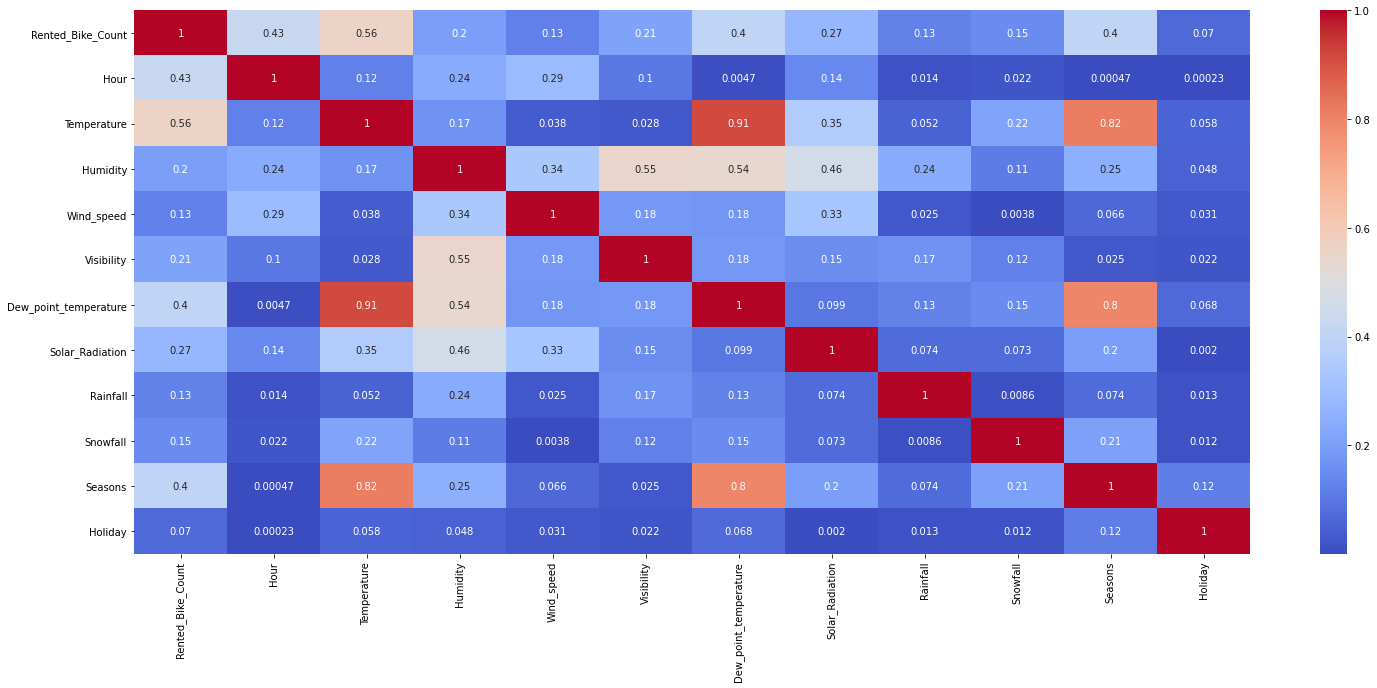 Rented_Bike_Count 1 0.43 0.56 0.2 0.13 0.21 0.4 0.27 0.13 0.15 0.4 0.07
Hour 0.43 1 0.12 0.24 0.29 0.1 0.0047 0.14 0.014 0.022 0.00047 0.00023
Temperature 0.56 0.12 1 0.17 0.038 0.028 0.91 0.35 0.052 0.22 0.82 0.058
Humidity 0.2 0.24 0.17 1 0.34 0.55 0.54 0.46 0.24 0.11 0.25 0.048
Wind_speed 0.13 0.29 0.038 0.34 1 0.18 0.18 0.33 0.025 0.0038 0.066 0.031
Visibility 0.21 0.1 0.028 0.55 0.18 1 0.18 0.15 0.17 0.12 0.025 0.022
Dew_point_temperature 0.4 0.0047 0.91 0.54 0.18 0.18 1 0.099 0.13 0.15 0.8 0.068
Solar_Radiation 0.27 0.14 0.35 0.46 0.33 0.15 0.099 1 0.074 0.073 0.2 0.002
Rainfall 0.13 0.014 0.052 0.24 0.025 0.17 0.13 0.074 1 0.0086 0.074 0.013
Snowfall 0.15 0.022 0.22 0.11 0.0038 0.12 0.15 0.073 0.0086 1 0.21 0.012
Seasons 0.4 0.00047 0.82 0.25 0.066 0.025 0.8 0.2 0.074 0.21 1 0.12
Holiday 0.07 0.00023 0.058 0.048 0.031 0.022 0.068 0.002 0.013 0.012 0.12 1
Rented_Bike_Count
Hour
Temperature
Humidity
Wind_speed
Visibility
Dew_point_temperature
Solar_Radiation
Rainfall
Snowfall
Seasons
Holiday
1.0
0.8
0.6
0.4
0.2